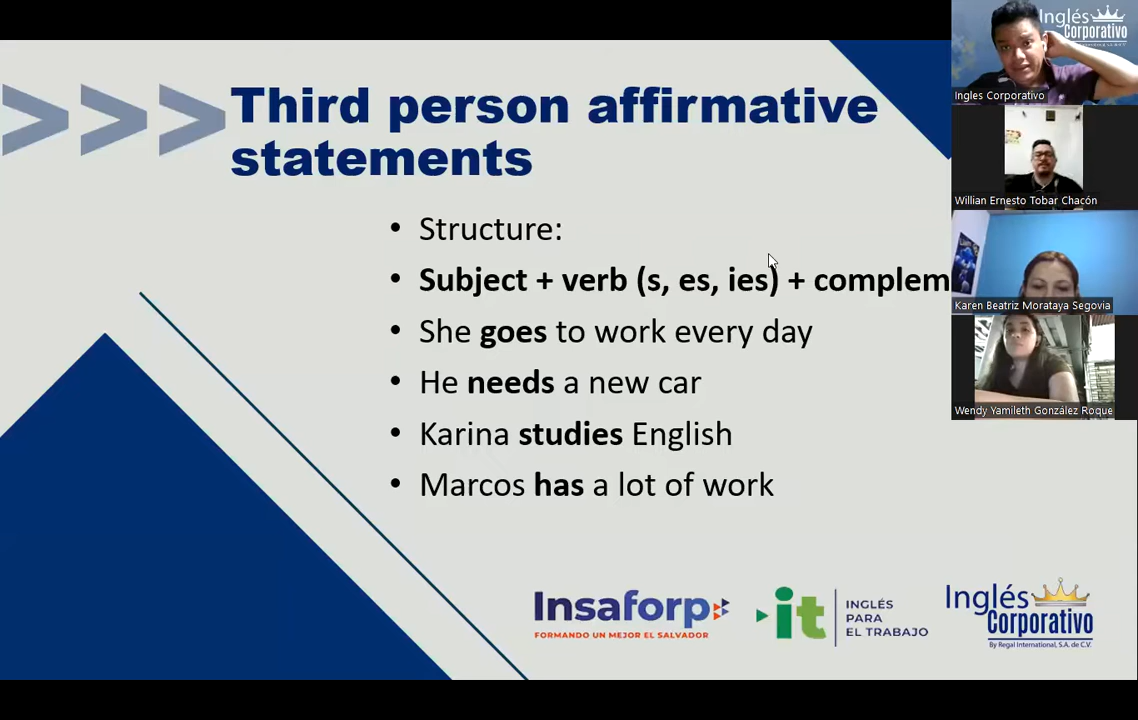 >>> Third person affirmative
statements
• Structure:
• Subject + verb (s, es, ies) + complem
• She goes to work every day
• He needs a new car
• Karina studies English
• Marcos has a lot of work
Insaforp
FORMANDO UN MEJOR EL SALVADOR
it
INGLÉS
PARA
EL TRABAJO
Inglés
Corporativo
By Regal International, S.A. de C.V.
Inglés
Corporativo
Ingles Corporativo
Willian Ernesto Tobar Chacón
Karen Beatriz Morataya Segovia
Wendy Yamileth González Roque